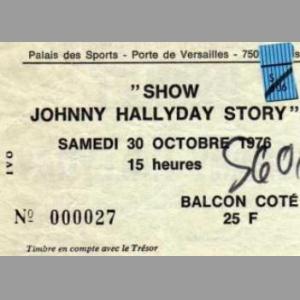 Palais des Sports - Porte de Versailles - 750
"SHOW
JOHNNY HALLYDAY STORY"
SAMEDI 30 OCTOBRE 1976
15 heures
IVO
BALCON COTÉ
Nº 000027
25 F
Timbre en compte avec le Trésor